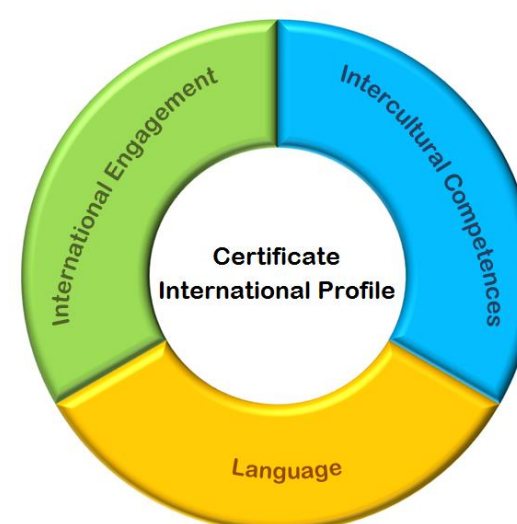 International Engagement
Intercultural Competences
Certificate
International Profile
Language